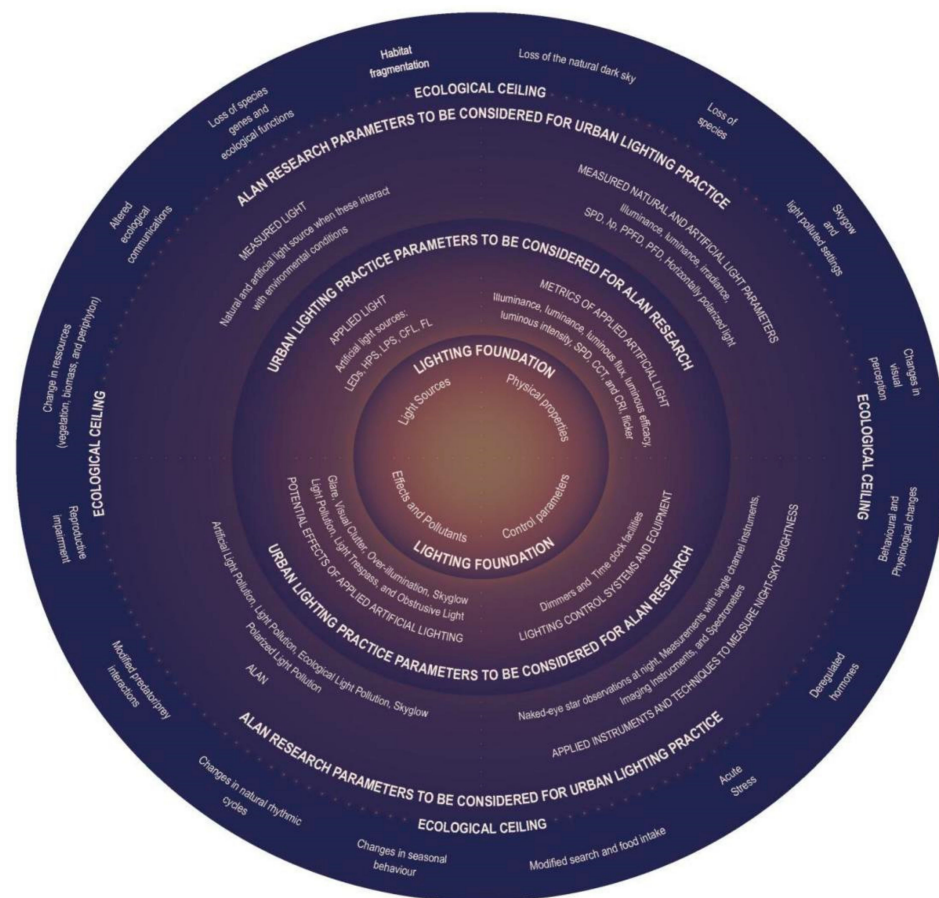 Habitat
fragmentation
Loss of the natural dark sky
Loss of
species
Skygow
and
light polluted settings
Changes in
visual
perception
Behavioural and
Physiological changes
Deregulated
hormones
Acute
Stress
Modified search and food intake
Changes in seasonal
behaviour
Changes in natural rhythmic
cycles
Modified predator/prey
interactions
Reproductive
impairment
Change in ressources
(vegetation, biomass, and periphyton)
Altered
ecological
communications
Loss of species
genes and
ecological functions
ECOLOGICAL CEILING
ECOLOGICAL CEILING
ECOLOGICAL CEILING
ECOLOGICAL CEILING
ALAN RESEARCH PARAMETERS TO BE CONSIDERED FOR URBAN LIGHTING PRACTICE
MEASURED LIGHT
Natural and artificial light source when these interact
with environmental conditions
MEASURED NATURAL AND ARTIFICIAL LIGHT PARAMETERS
Illuminance, luminance, irradiance,
SPD, λp, PPFD, PFD, Horizontally polarized light
URBAN LIGHTING PRACTICE PARAMETERS TO BE CONSIDERED FOR ALAN RESEARCH
APPLIED LIGHT
Artificial light sources:
LEDs, HPS, LPS, CFL, FL
METRICS OF APPLIED ARTIFICIAL LIGHT
Illuminance, luminance, luminous flux, luminous efficacy,
luminous intensity, SPD, CCT and CRI, flicker
LIGHTING FOUNDATION
Light Sources
Physical properties
Effects and Pollutants
Control parameters
LIGHTING FOUNDATION
Glare, Visual Cluster, Over-illumination, Skyglow
Light Pollution, Light Trespass, and Obstrusive Light
POTENTIAL EFFECTS OF APPLIED ARTIFICIAL LIGHTING
Dimmers and Time clock facilities
LIGHTING CONTROL SYSTEMS AND EQUIPMENT
URBAN LIGHTING PRACTICE PARAMETERS TO BE CONSIDERED FOR ALAN RESEARCH
Artificial Light Pollution, Light Pollution, Ecological Light Pollution, Skyglow
Polarized Light Pollution
ALAN
Naked-eye star observations at night, Measurements with single channel instruments,
Imaging Instruments, and Spectrometers
APPLIED INSTRUMENTS AND TECHNIQUES TO MEASURE NIGHT-SKY BRIGHTNESS
ALAN RESEARCH PARAMETERS TO BE CONSIDERED FOR URBAN LIGHTING PRACTICE